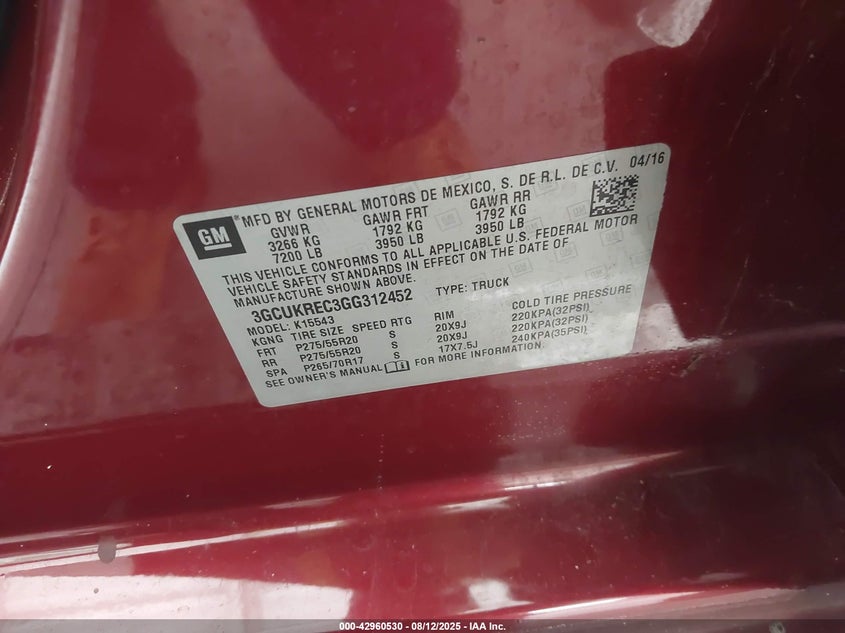 GM ® MFD BY GENERAL MOTORS DE MEXICO, S. DE R.L. DE C.V. 04/16
GVWR GAWR FRT GAWR RR
3266 KG 1792 KG 1792 KG
7200 LB 3950 LB 3950 LB
THIS VEHICLE CONFORMS TO ALL APPLICABLE U.S. FEDERAL MOTOR
VEHICLE SAFETY STANDARDS IN EFFECT ON THE DATE OF
MANUFACTURE SHOWN ABOVE.
3GCUKREC3GG312452 TYPE: TRUCK
MODEL: K15543
KGNG TIRE SIZE SPEED RTG RIM COLD TIRE PRESSURE
FRT P275/55R20 S 20X9J 220KPA(32PSI)
RR P275/55R20 S 20X9J 220KPA(32PSI)
SPA P265/70R17 S 17X7.5J 240KPA(35PSI)
SEE OWNER'S MANUAL FOR MORE INFORMATION.
000-42960530 - 08/12/2025 - IAA Inc.